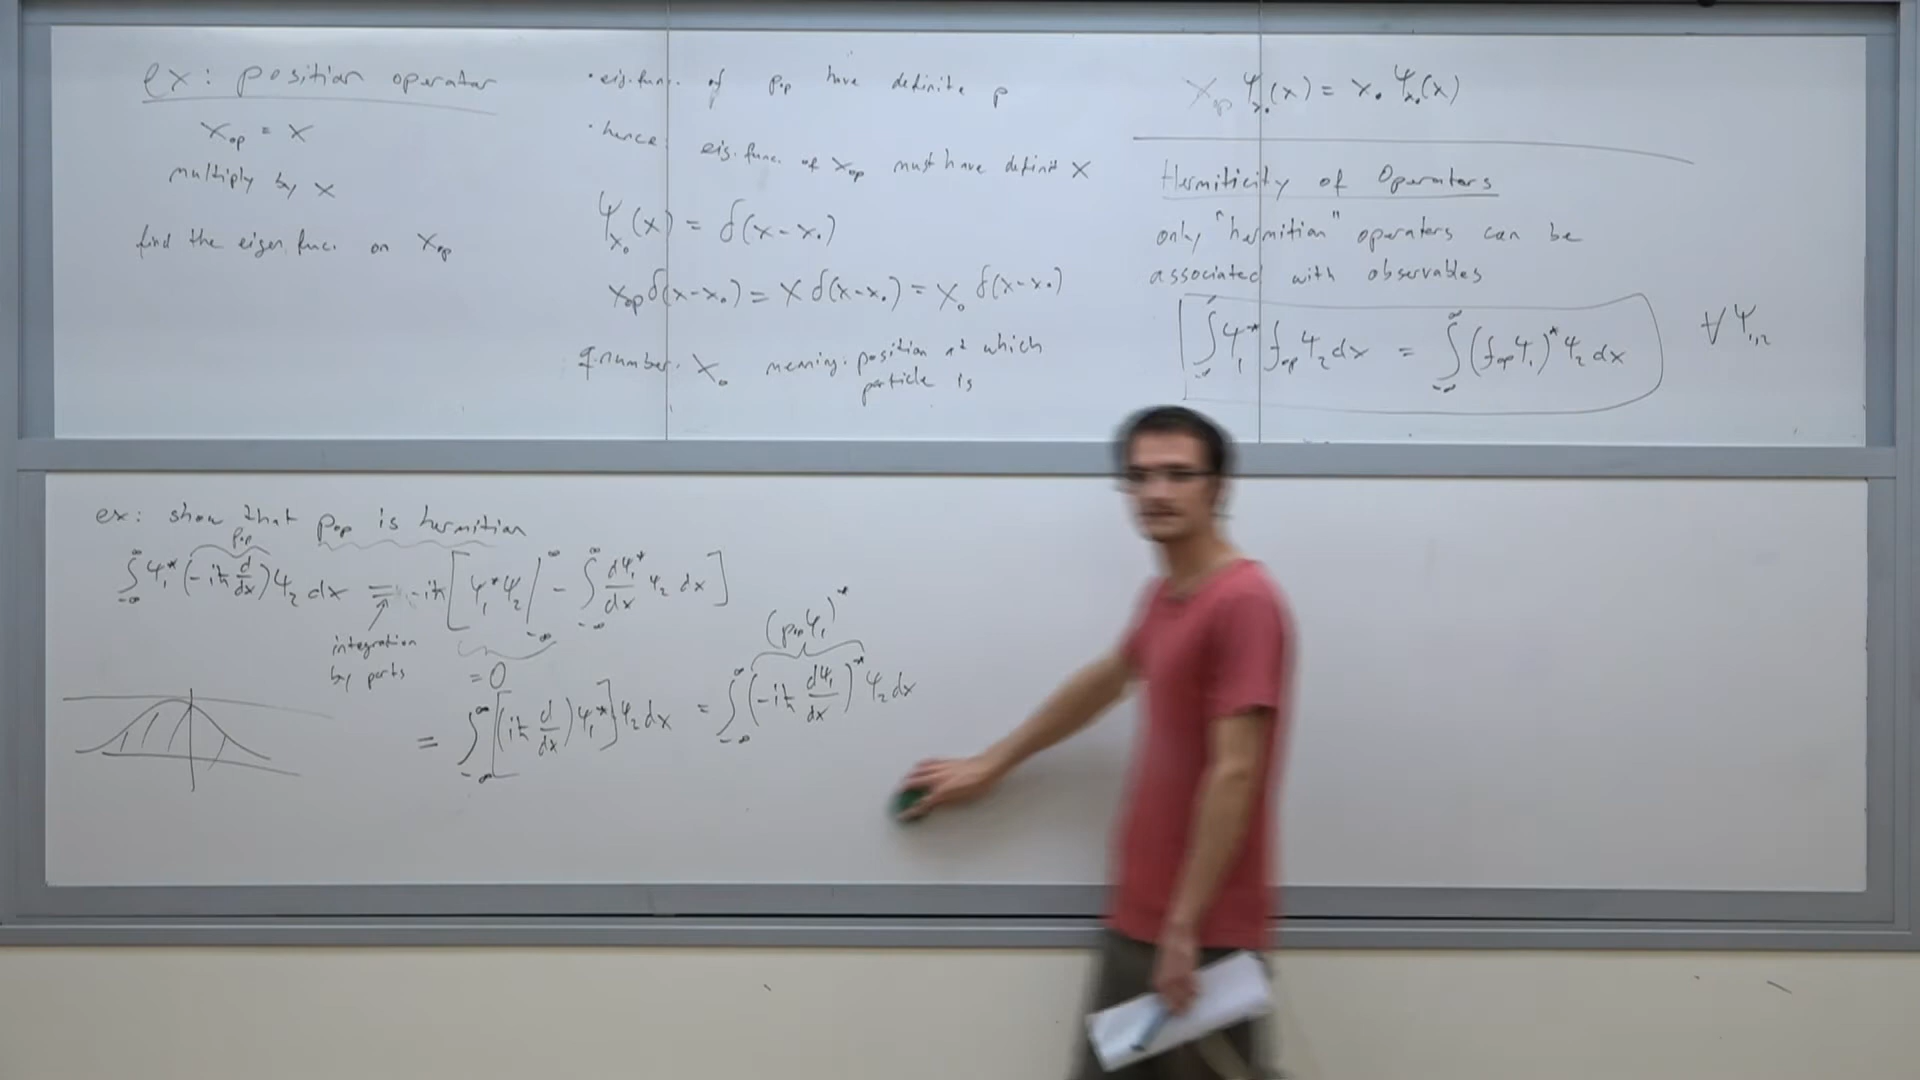 ex: position operator
x_op = x
multiply by x
find the eigen func. on x_op
· eig. func. of p_op have definite p
· hence eig. func. of x_op must have definit x
ψ_x₀(x) = δ(x-x₀)
x_op δ(x-x₀) = x δ(x-x₀) = x₀ δ(x-x₀)
q.number: x₀ meaning: position at which
particle is
x_op ψ_x₀(x) = x₀ ψ_x₀(x)
Hermiticity of Operators
only "hermition" operators can be
associated with observables
∫_{-∞}^{∞} ψ₁* f_op ψ₂ dx = ∫_{-∞}^{∞} (f_op ψ₁)* ψ₂ dx ∀ ψ₁,₂
ex: show that p_op is hermitian
p_op
∫_{-∞}^{∞} ψ₁* (-iħ d/dx) ψ₂ dx = -iħ [ψ₁*ψ₂ |_{-∞}^{∞} - ∫_{-∞}^{∞} dψ₁*/dx ψ₂ dx]
integration
by parts
= 0
(p_op ψ₁)*
= ∫_{-∞}^{∞} [(iħ d/dx) ψ₁*] ψ₂ dx = ∫_{-∞}^{∞} (-iħ dψ₁/dx)* ψ₂ dx